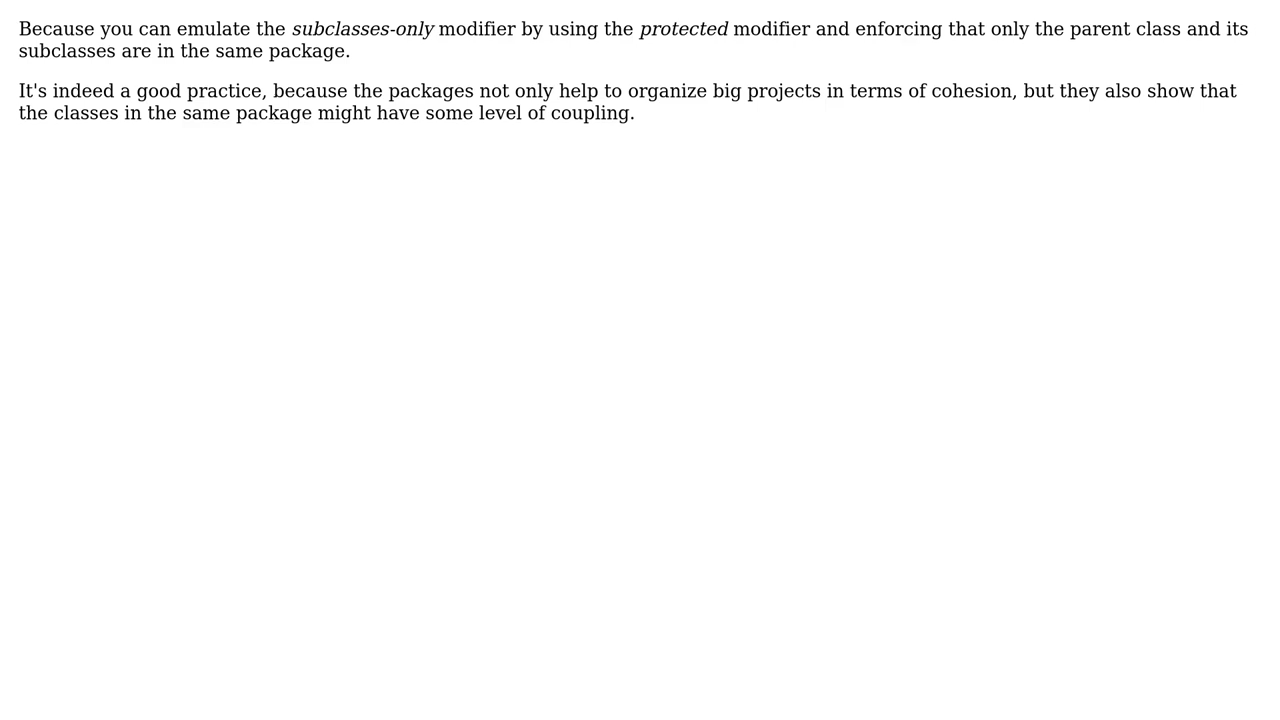 Because you can emulate the subclasses-only modifier by using the protected modifier and enforcing that only the parent class and its
subclasses are in the same package.
It's indeed a good practice, because the packages not only help to organize big projects in terms of cohesion, but they also show that
the classes in the same package might have some level of coupling.